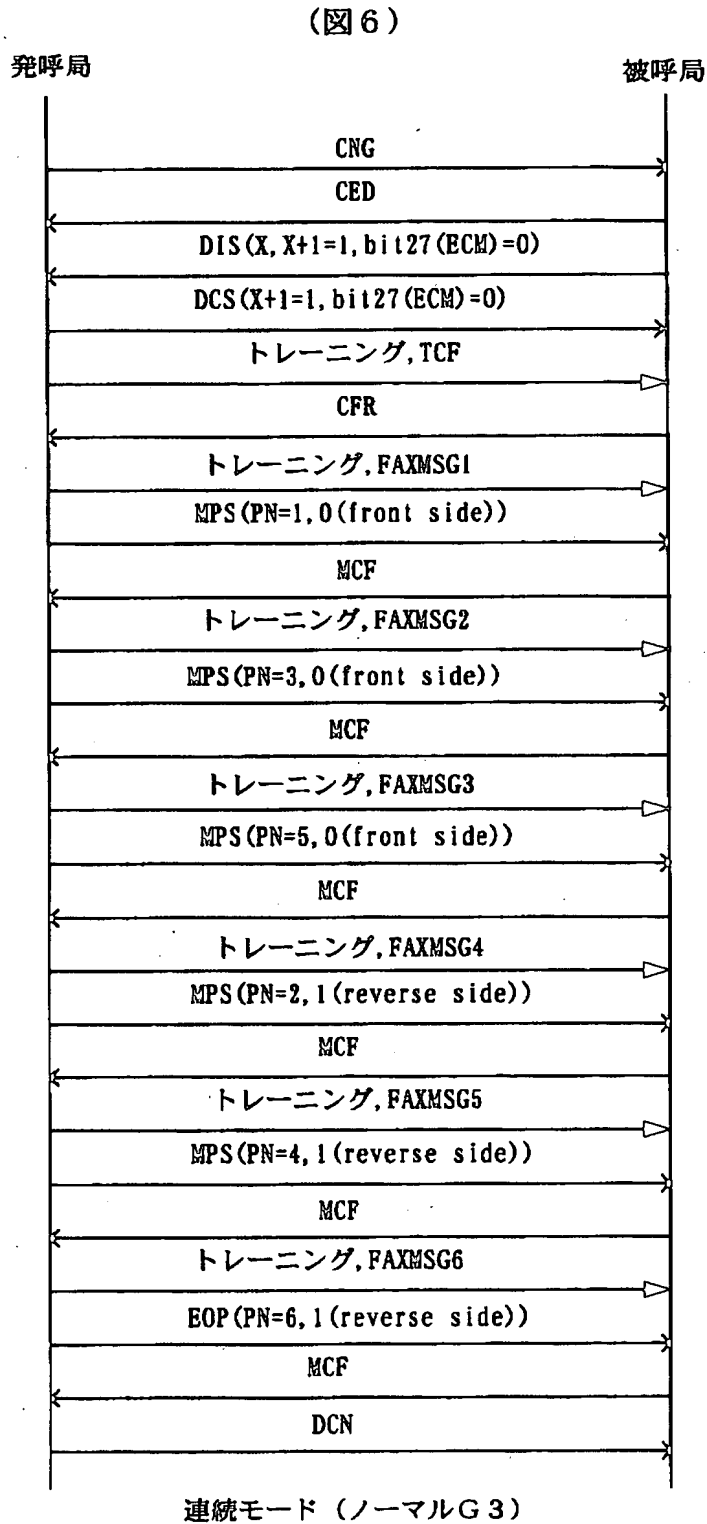 (図6)
発呼局
被呼局
CNG
CED
DIS(X,X+1=1,bit27(ECM)=0)
DCS(X+1=1,bit27(ECM)=0)
トレーニング,TCF
CFR
トレーニング,FAXMSG1
MPS(PN=1,0(front side))
MCF
トレーニング,FAXMSG2
MPS(PN=3,0(front side))
MCF
トレーニング,FAXMSG3
MPS(PN=5,0(front side))
MCF
トレーニング,FAXMSG4
MPS(PN=2,1(reverse side))
MCF
トレーニング,FAXMSG5
MPS(PN=4,1(reverse side))
MCF
トレーニング,FAXMSG6
EOP(PN=6,1(reverse side))
MCF
DCN
連続モード(ノーマルG3)